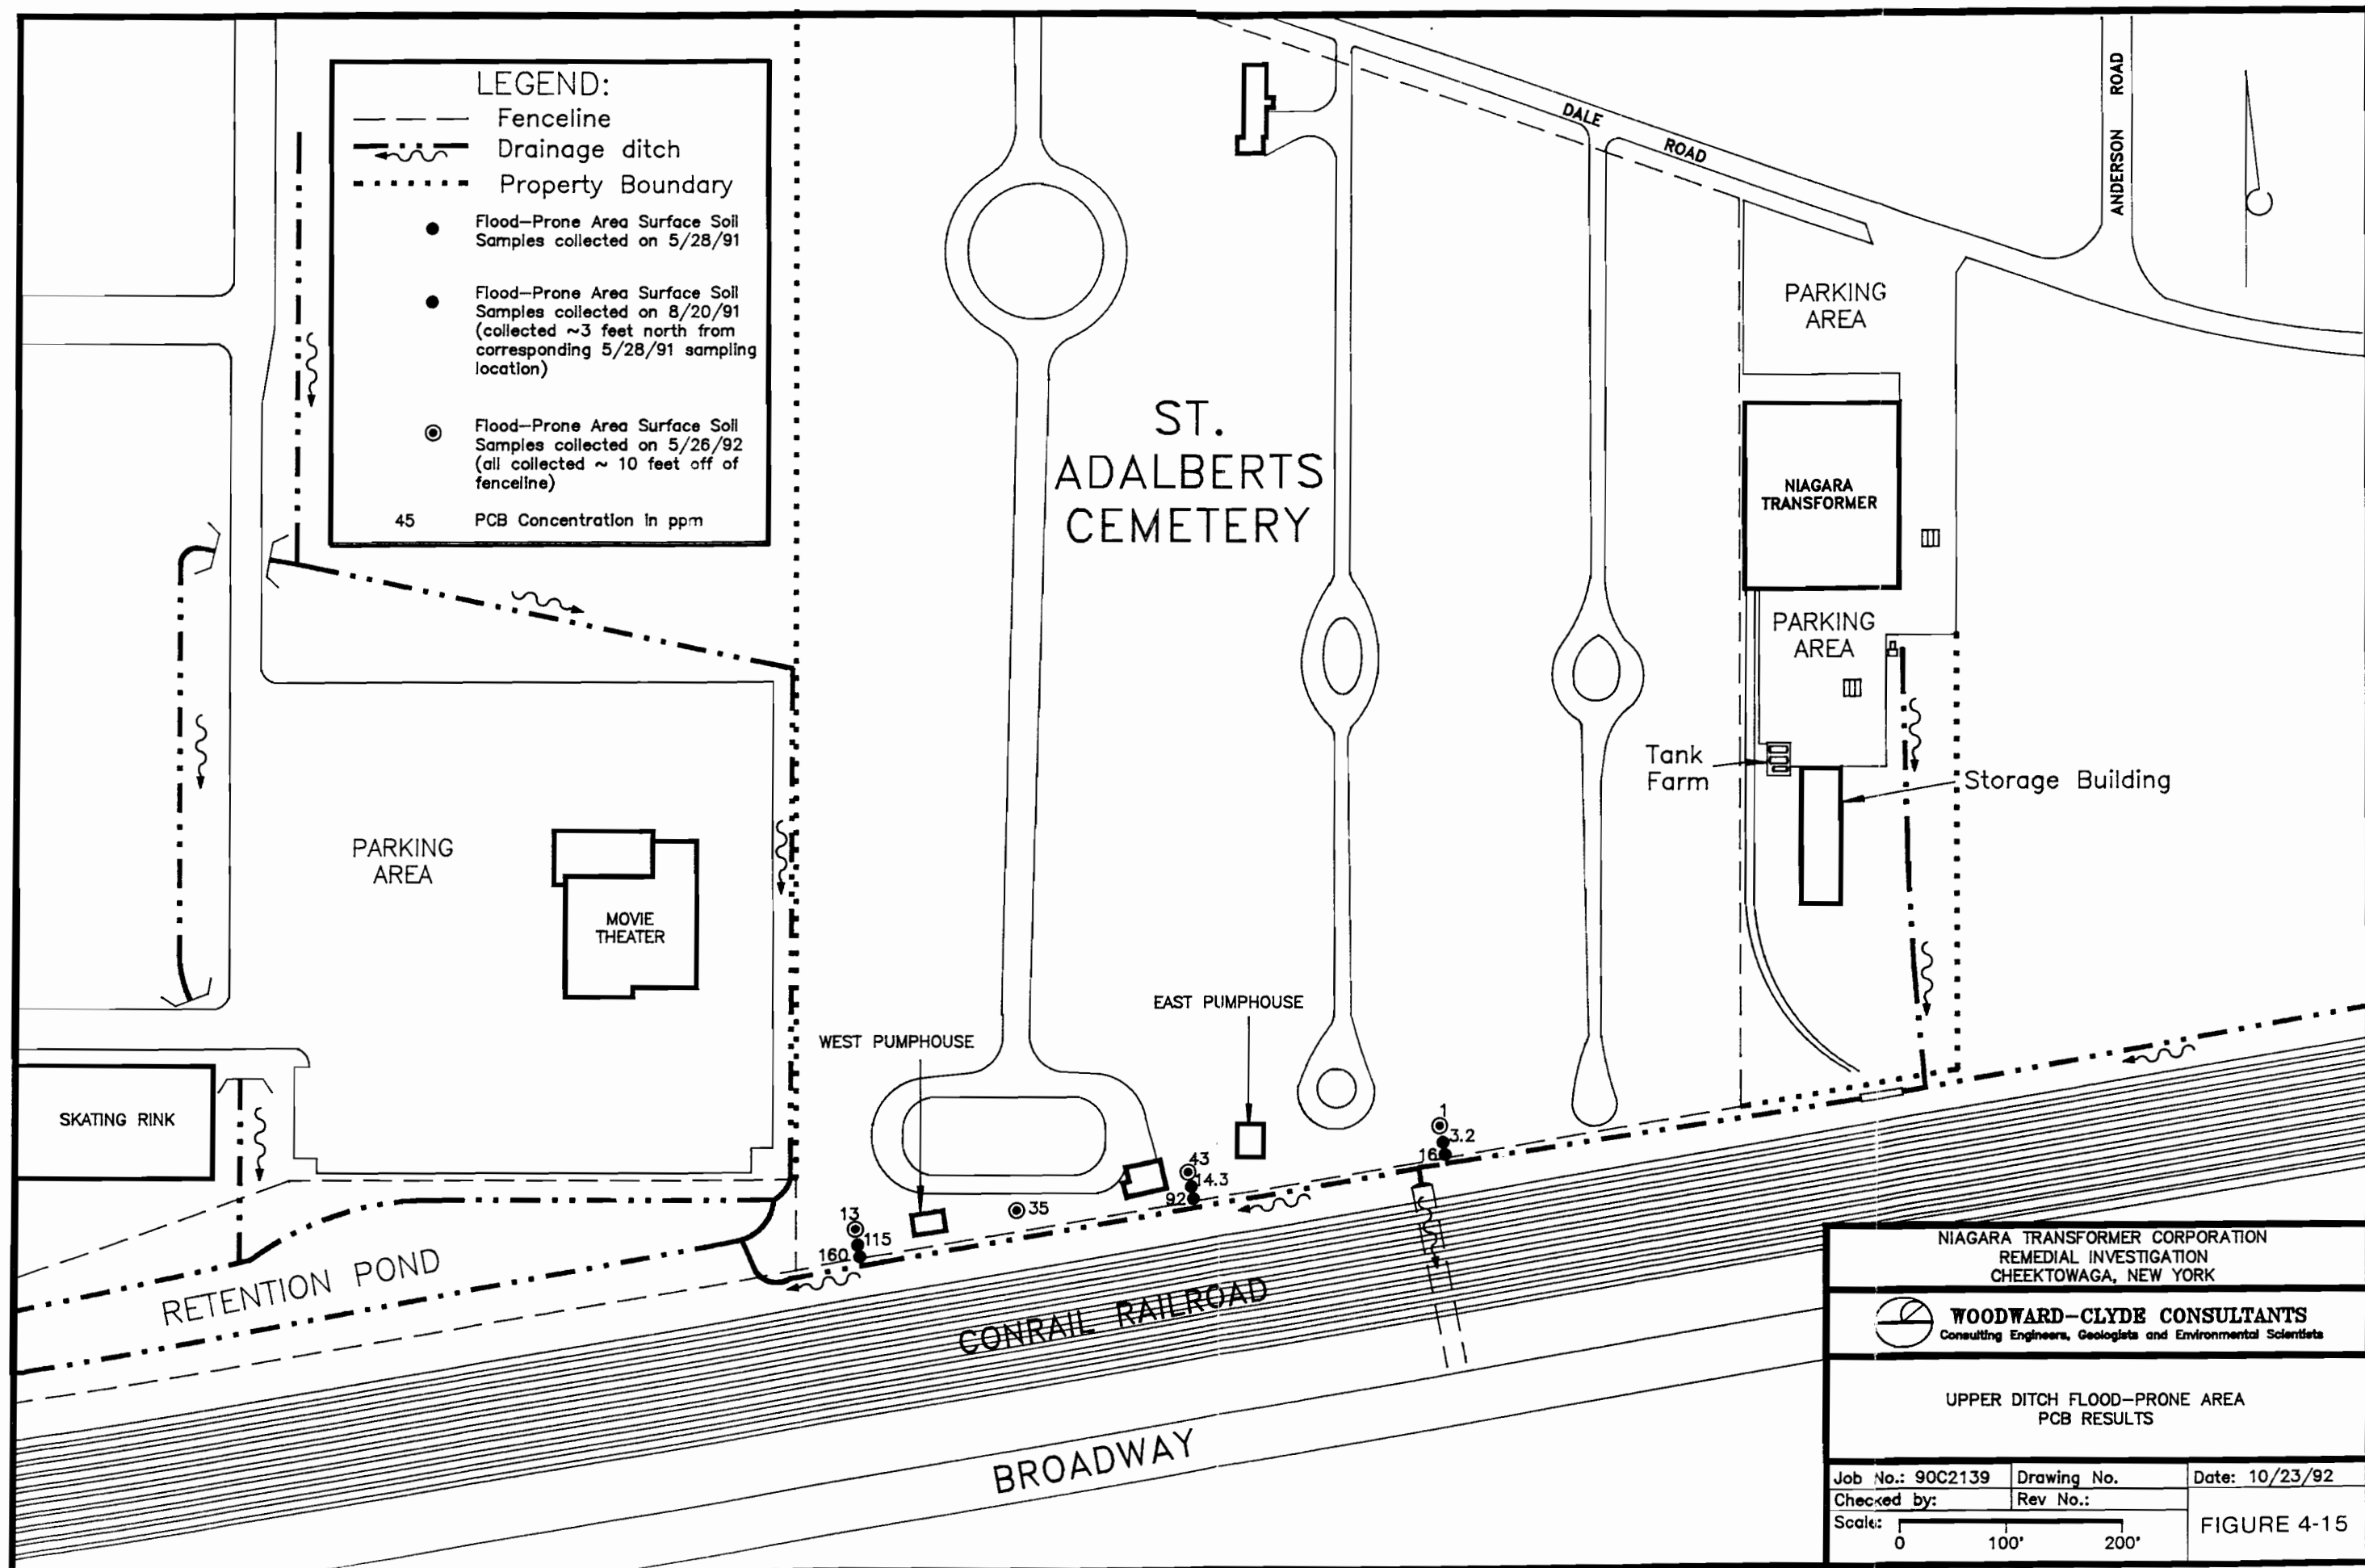 LEGEND:
Fenceline
Drainage ditch
Property Boundary
Flood-Prone Area Surface Soil
Samples collected on 5/28/91
Flood-Prone Area Surface Soil
Samples collected on 8/20/91
(collected ~3 feet north from
corresponding 5/28/91 sampling
location)
Flood-Prone Area Surface Soil
Samples collected on 5/26/92
(all collected ~ 10 feet off of
fenceline)
45 PCB Concentration in ppm
DALE
ROAD
ANDERSON ROAD
PARKING
AREA
ST.
ADALBERTS
CEMETERY
NIAGARA
TRANSFORMER
PARKING
AREA
Tank
Farm
Storage Building
PARKING
AREA
MOVIE
THEATER
EAST PUMPHOUSE
WEST PUMPHOUSE
SKATING RINK
1
3.2
16
43
14.3
92
35
13
115
160
RETENTION POND
CONRAIL RAILROAD
BROADWAY
NIAGARA TRANSFORMER CORPORATION
REMEDIAL INVESTIGATION
CHEEKTOWAGA, NEW YORK
WOODWARD-CLYDE CONSULTANTS
Consulting Engineers, Geologists and Environmental Scientists
UPPER DITCH FLOOD-PRONE AREA
PCB RESULTS
Job No.: 90C2139 Drawing No. Date: 10/23/92
Checked by: Rev No.:
Scale: 0 100' 200'
FIGURE 4-15